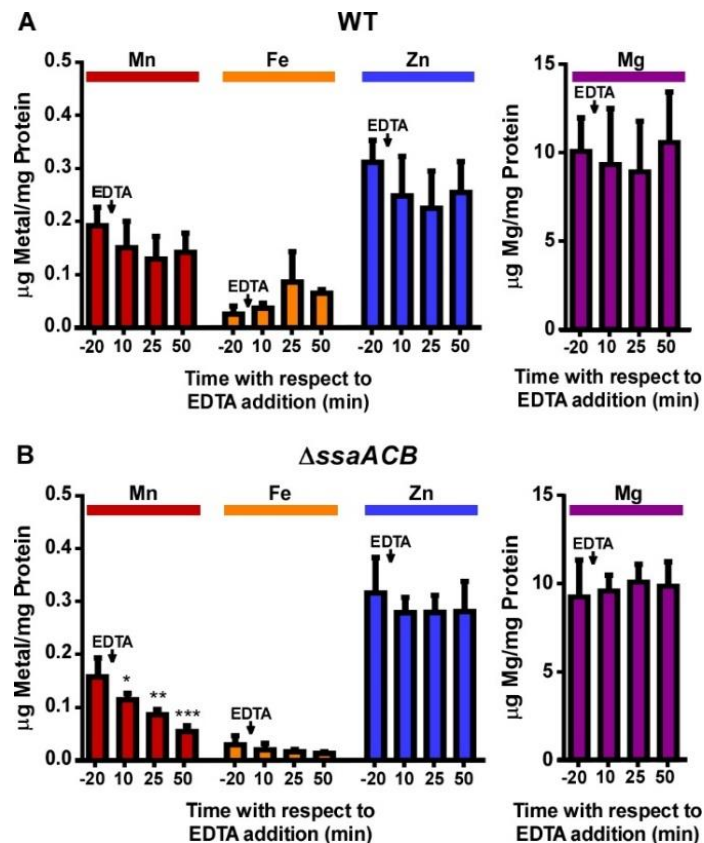 A
WT
Mn Fe Zn Mg
µg Metal/mg Protein
0.5
0.4
0.3
0.2
0.1
0.0
EDTA
EDTA
EDTA
-20 10 25 50 -20 10 25 50 -20 10 25 50
Time with respect to
EDTA addition (min)
µg Mg/mg Protein
15
10
5
0
EDTA
-20 10 25 50
Time with respect to
EDTA addition (min)
B
ΔssaACB
Mn Fe Zn Mg
µg Metal/mg Protein
0.5
0.4
0.3
0.2
0.1
0.0
EDTA
* ** ***
EDTA
EDTA
-20 10 25 50 -20 10 25 50 -20 10 25 50
Time with respect to
EDTA addition (min)
µg Mg/mg Protein
15
10
5
0
EDTA
-20 10 25 50
Time with respect to
EDTA addition (min)